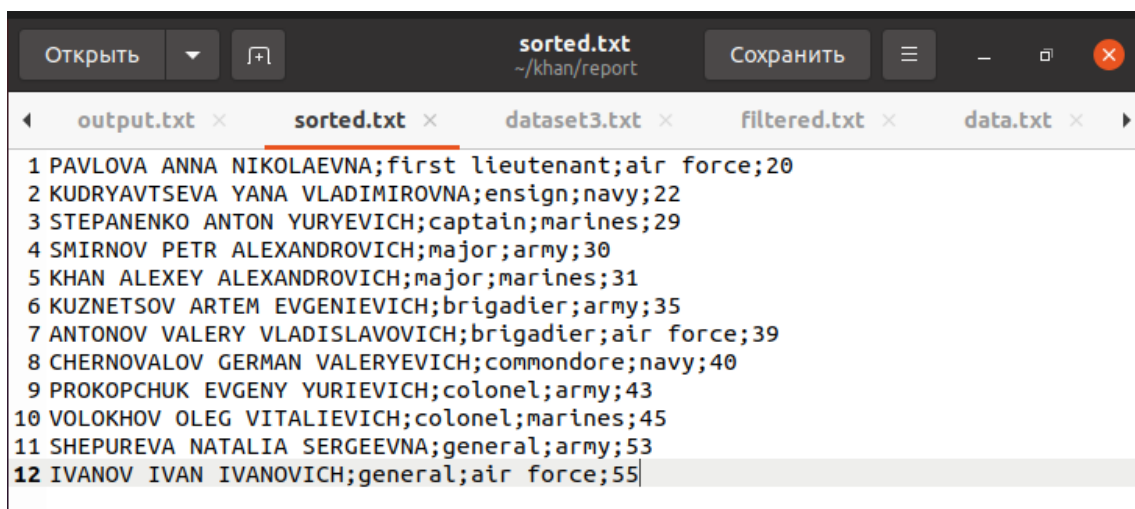 Открыть
sorted.txt
~/khan/report
Сохранить
output.txt × sorted.txt × dataset3.txt × filtered.txt × data.txt ×
1 PAVLOVA ANNA NIKOLAEVNA;first lieutenant;air force;20
2 KUDRYAVTSEVA YANA VLADIMIROVNA;ensign;navy;22
3 STEPANENKO ANTON YURYEVICH;captain;marines;29
4 SMIRNOV PETR ALEXANDROVICH;major;army;30
5 KHAN ALEXEY ALEXANDROVICH;major;marines;31
6 KUZNETSOV ARTEM EVGENIEVICH;brigadier;army;35
7 ANTONOV VALERY VLADISLAVOVICH;brigadier;air force;39
8 CHERNOVALOV GERMAN VALERYEVICH;commondore;navy;40
9 PROKOPCHUK EVGENY YURIEVICH;colonel;army;43
10 VOLOKHOV OLEG VITALIEVICH;colonel;marines;45
11 SHEPUREVA NATALIA SERGEEVNA;general;army;53
12 IVANOV IVAN IVANOVICH;general;air force;55